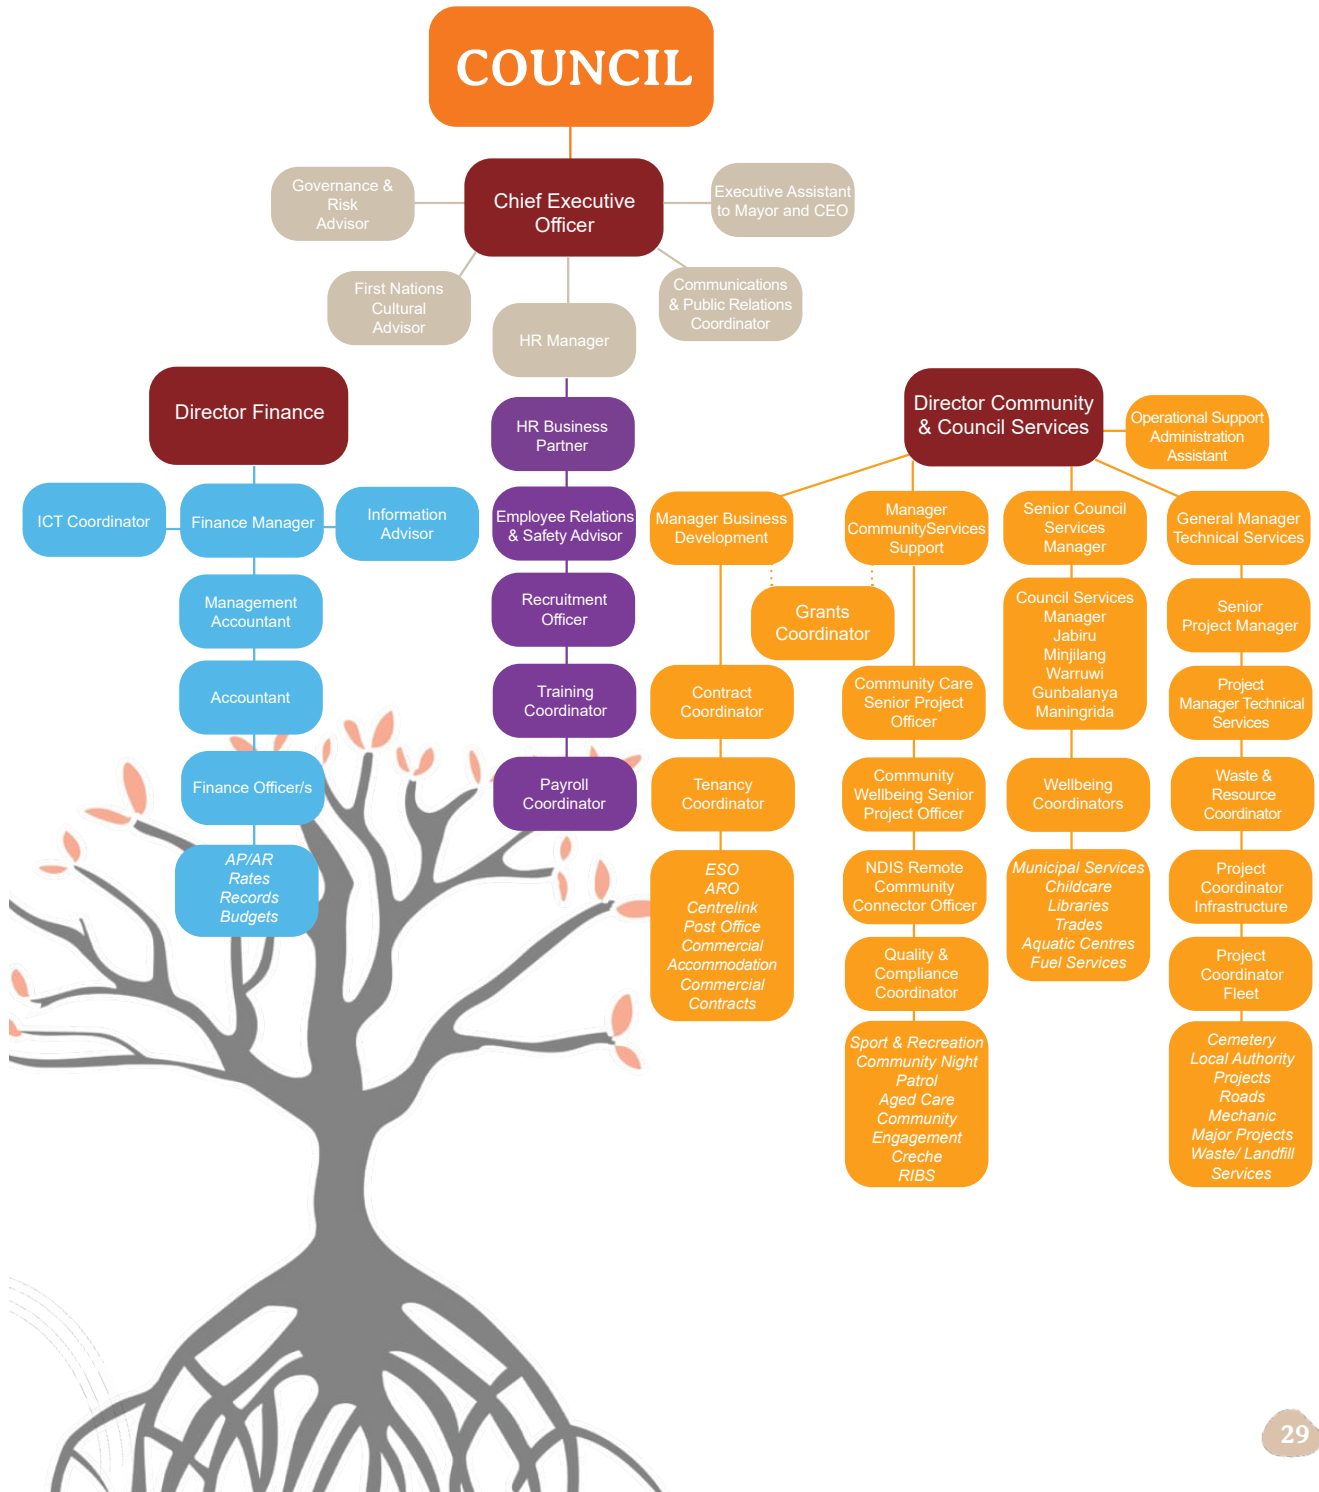 COUNCIL
Chief Executive
Officer
Governance &
Risk
Advisor
Executive Assistant
to Mayor and CEO
First Nations
Cultural
Advisor
HR Manager
Communications
& Public Relations
Coordinator
Director Finance
ICT Coordinator
Finance Manager
Information
Advisor
Management
Accountant
Accountant
Finance Officer/s
AP/AR
Rates
Records
Budgets
HR Business
Partner
Employee Relations
& Safety Advisor
Recruitment
Officer
Training
Coordinator
Payroll
Coordinator
Director Community
& Council Services
Operational Support
Administration
Assistant
Manager Business
Development
Grants
Coordinator
Contract
Coordinator
Tenancy
Coordinator
ESO
ARO
Centrelink
Post Office
Commercial
Accommodation
Commercial
Contracts
Manager
CommunityServices
Support
Community Care
Senior Project
Officer
Community
Wellbeing Senior
Project Officer
NDIS Remote
Community
Connector Officer
Quality &
Compliance
Coordinator
Sport & Recreation
Community Night
Patrol
Aged Care
Community
Engagement
Creche
RIBS
Senior Council
Services
Manager
Council Services
Manager
Jabiru
Minjilang
Warruwi
Gunbalanya
Maningrida
Wellbeing
Coordinators
Municipal Services
Childcare
Libraries
Trades
Aquatic Centres
Fuel Services
General Manager
Technical Services
Senior
Project Manager
Project
Manager Technical
Services
Waste &
Resource
Coordinator
Project
Coordinator
Infrastructure
Project
Coordinator
Fleet
Cemetery
Local Authority
Projects
Roads
Mechanic
Major Projects
Waste/ Landfill
Services
29